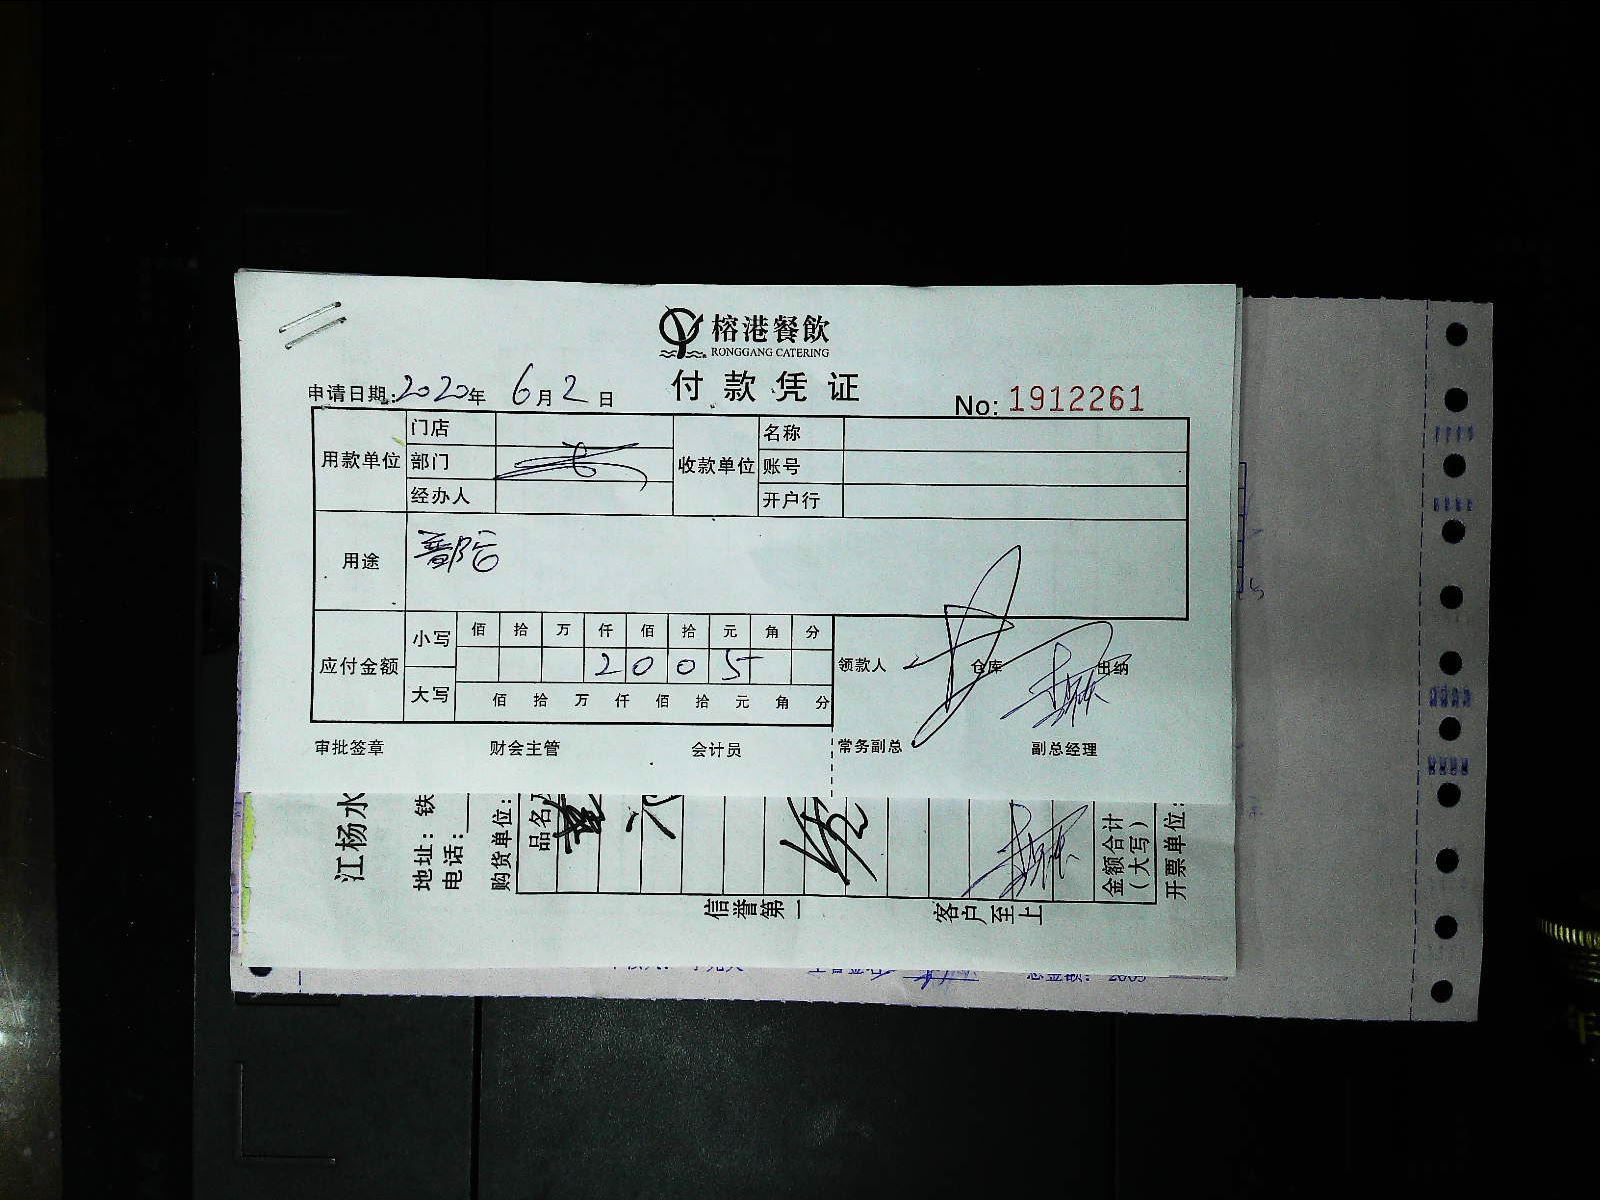 榕港餐飲
RONGGANG CATERING
付款凭证
申请日期:2020年 6月2日
No: 1912261
用款单位 门店 收款单位 名称
部门 账号
经办人 开户行
用途
应付金额 小写 佰 拾 万 仟 佰 拾 元 角 分
2 0 0 5
大写 佰 拾 万 仟 佰 拾 元 角 分
领款人 仓库 出纳
审批签章 财会主管 会计员 常务副总 副总经理
江杨水
地址: 铁
电话:
购货单位:
品名
金额合计
(大写)
开票单位:
信誉第一 客户至上
总金额: 2005